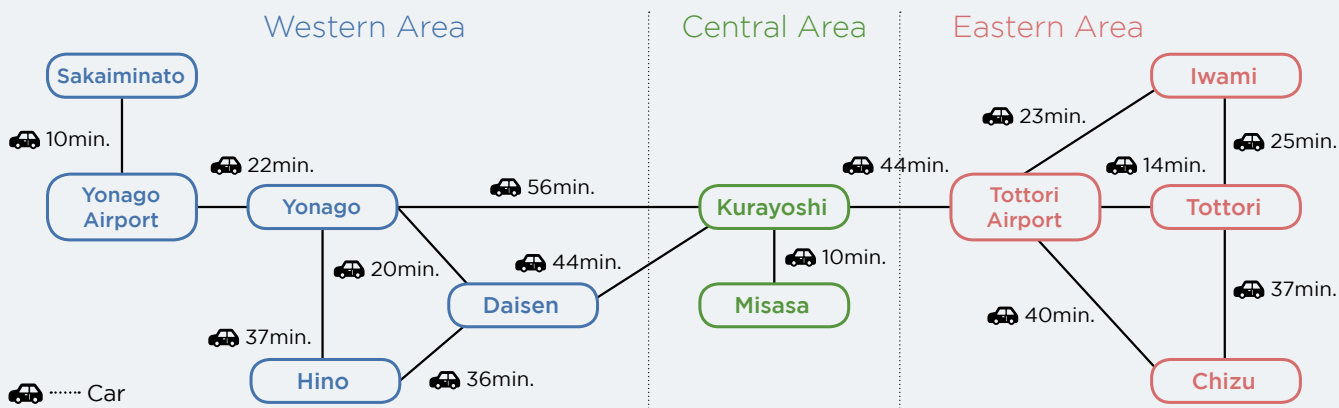 Western Area
Central Area
Eastern Area
Sakaiminato
Iwami
10min.
23min.
25min.
22min.
56min.
44min.
14min.
Yonago
Airport
Yonago
Kurayoshi
Tottori
Airport
Tottori
20min.
44min.
10min.
Daisen
Misasa
40min.
37min.
37min.
Hino
36min.
Chizu
······· Car